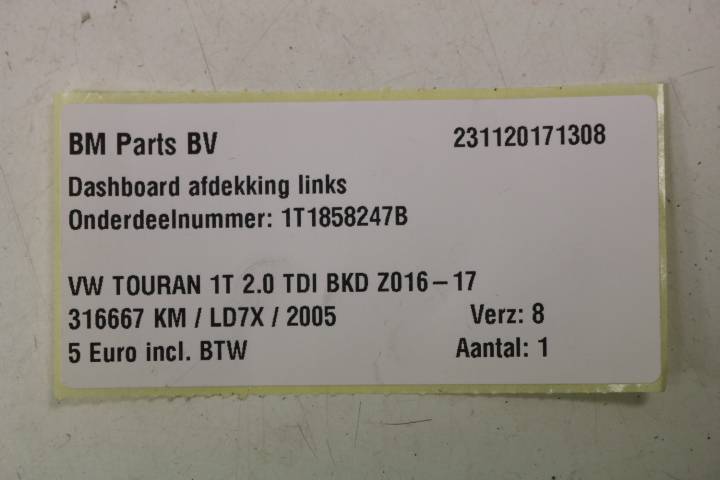 BM Parts BV 231120171308
Dashboard afdekking links
Onderdeelnummer: 1T1858247B
VW TOURAN 1T 2.0 TDI BKD Z016-17
316667 KM / LD7X / 2005 Verz: 8
5 Euro incl. BTW Aantal: 1